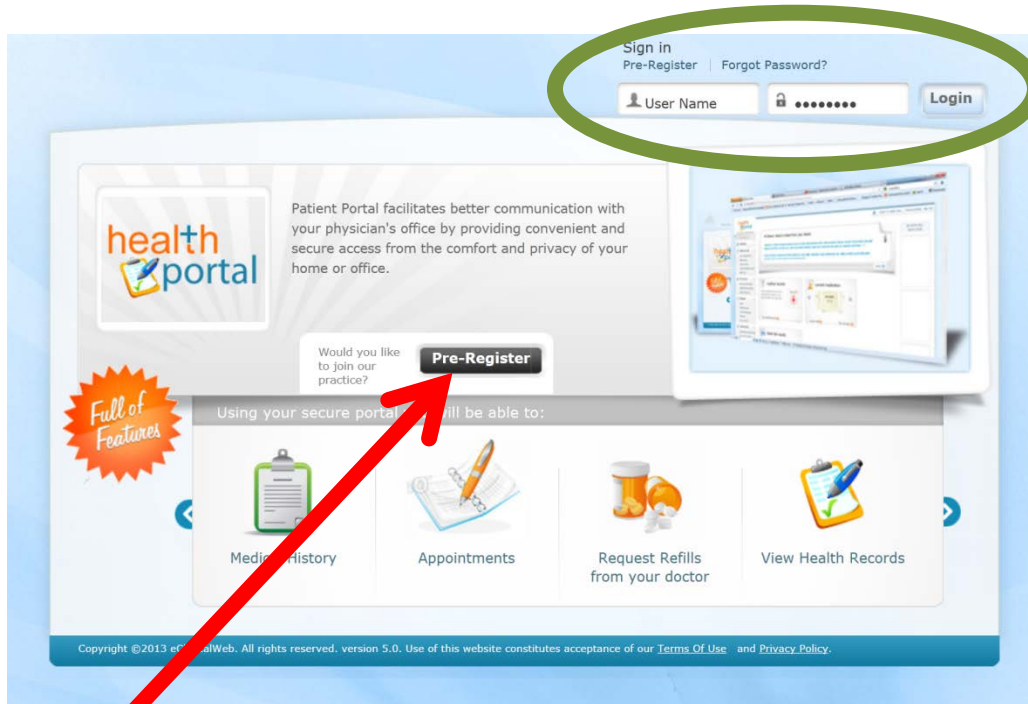 Sign in
Pre-Register | Forgot Password?
User Name
Login
health
portal
Patient Portal facilitates better communication with
your physician's office by providing convenient and
secure access from the comfort and privacy of your
home or office.
Would you like
to join our
practice?
Pre-Register
Full of
Features
Using your secure portal will be able to:
Medical History
Appointments
Request Refills
from your doctor
View Health Records
Copyright ©2013 eClinicalWeb. All rights reserved. version 5.0. Use of this website constitutes acceptance of our Terms Of Use and Privacy Policy.